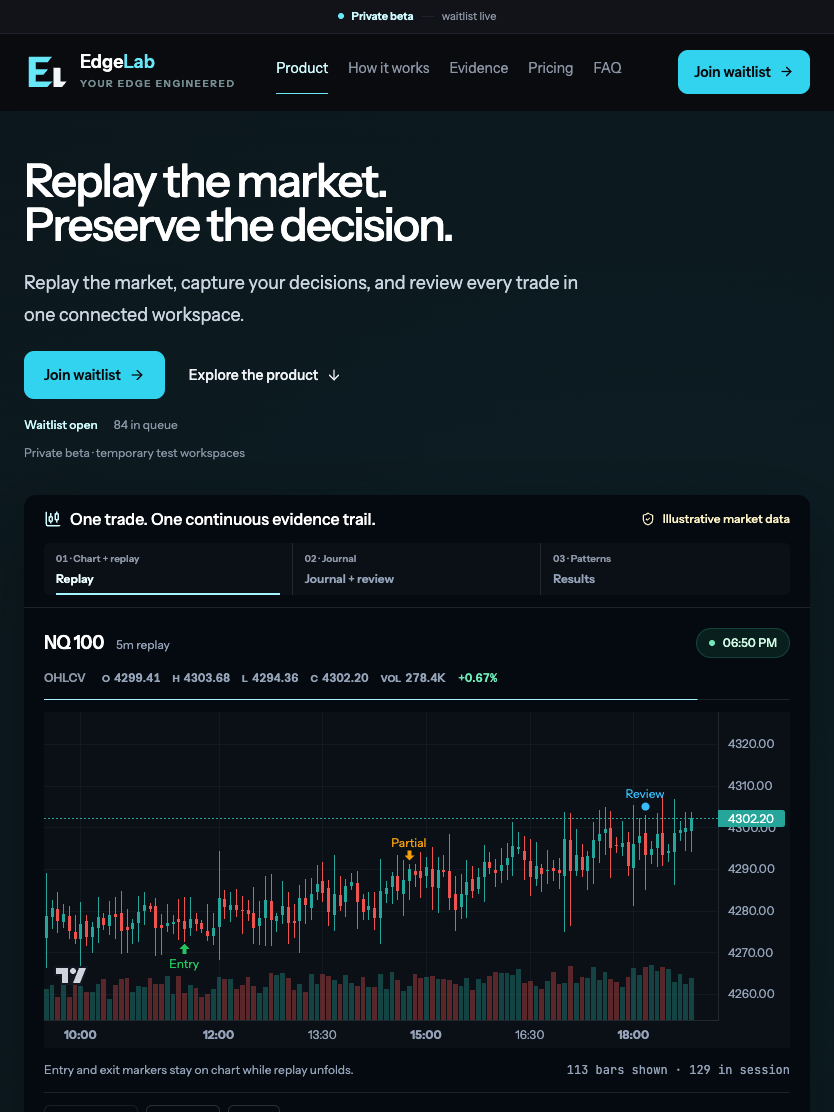 Private beta — waitlist live
EL EdgeLab
YOUR EDGE ENGINEERED
Product How it works Evidence Pricing FAQ
Join waitlist →
Replay the market.
Preserve the decision.
Replay the market, capture your decisions, and review every trade in
one connected workspace.
Join waitlist → Explore the product ↓
Waitlist open 84 in queue
Private beta · temporary test workspaces
One trade. One continuous evidence trail. Illustrative market data
01 · Chart + replay 02 · Journal 03 · Patterns
Replay Journal + review Results
NQ 100 5m replay 06:50 PM
OHLCV O 4299.41 H 4303.68 L 4294.36 C 4302.20 VOL 278.4K +0.67%
4320.00
4310.00
Review
4302.20
4300.00
Partial
4290.00
4280.00
Entry
4270.00
4260.00
10:00 12:00 13:30 15:00 16:30 18:00
Entry and exit markers stay on chart while replay unfolds. 113 bars shown · 129 in session